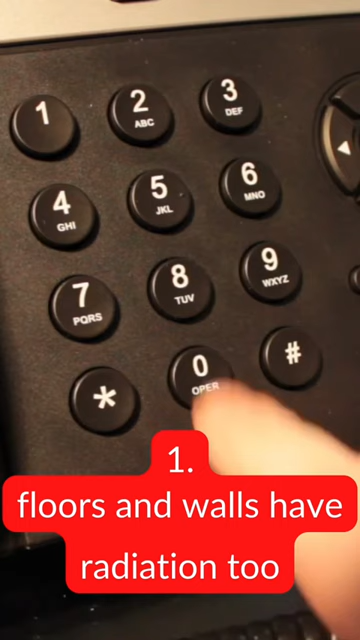 1
2
ABC
3
DEF
4
GHI
5
JKL
6
MNO
7
PQRS
8
TUV
9
WXYZ
*
0
OPER
#
1.
floors and walls have
radiation too